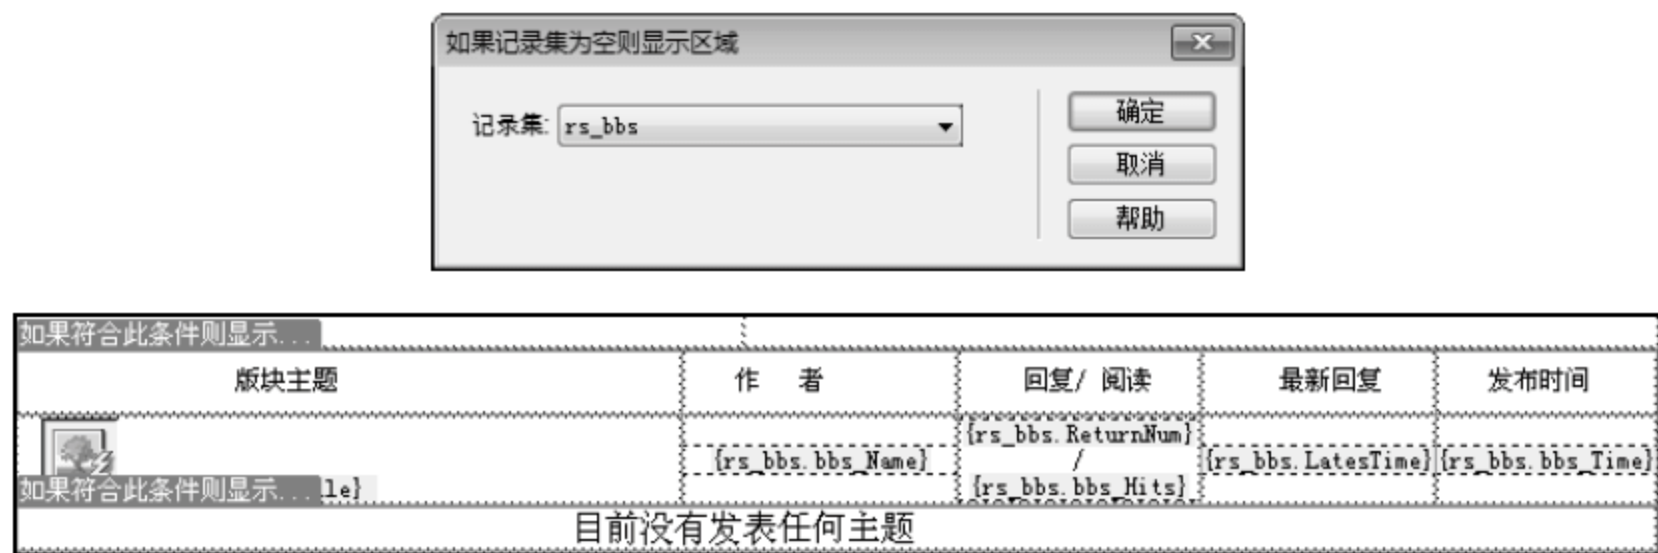 如果记录集为空则显示区域
记录集: rs_bbs
确定
取消
帮助
如果符合此条件则显示...
版块主题 作 者 回复/ 阅读 最新回复 发布时间
{rs_bbs.ReturnNum}
{rs_bbs.bbs_Name} / {rs_bbs.LatesTime} {rs_bbs.bbs_Time}
如果符合此条件则显示... le} {rs_bbs.bbs_Hits}
目前没有发表任何主题